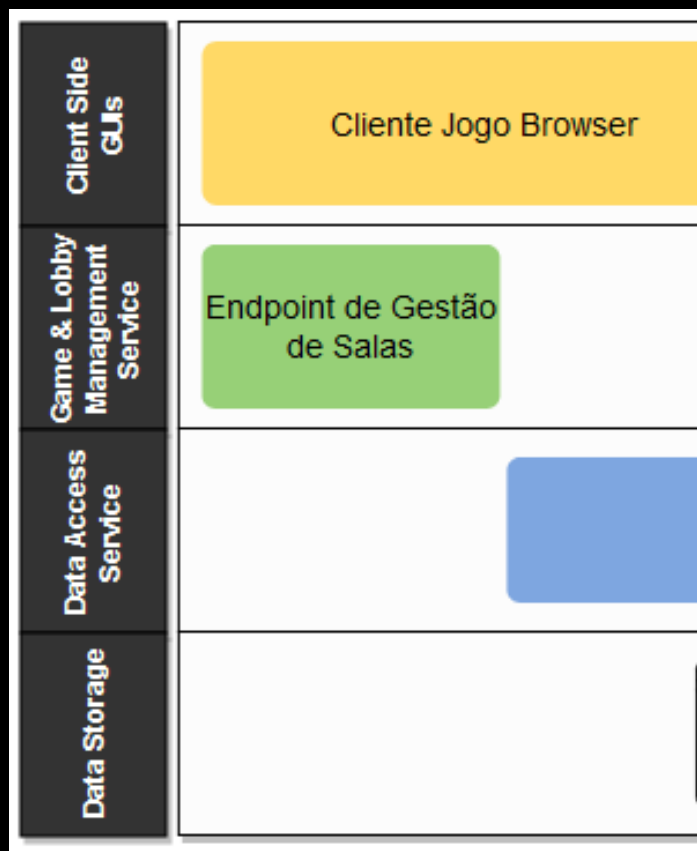 Client Side
GUIs
Cliente Jogo Browser
Game & Lobby
Management
Service
Endpoint de Gestão
de Salas
Data Access
Service
Data Storage